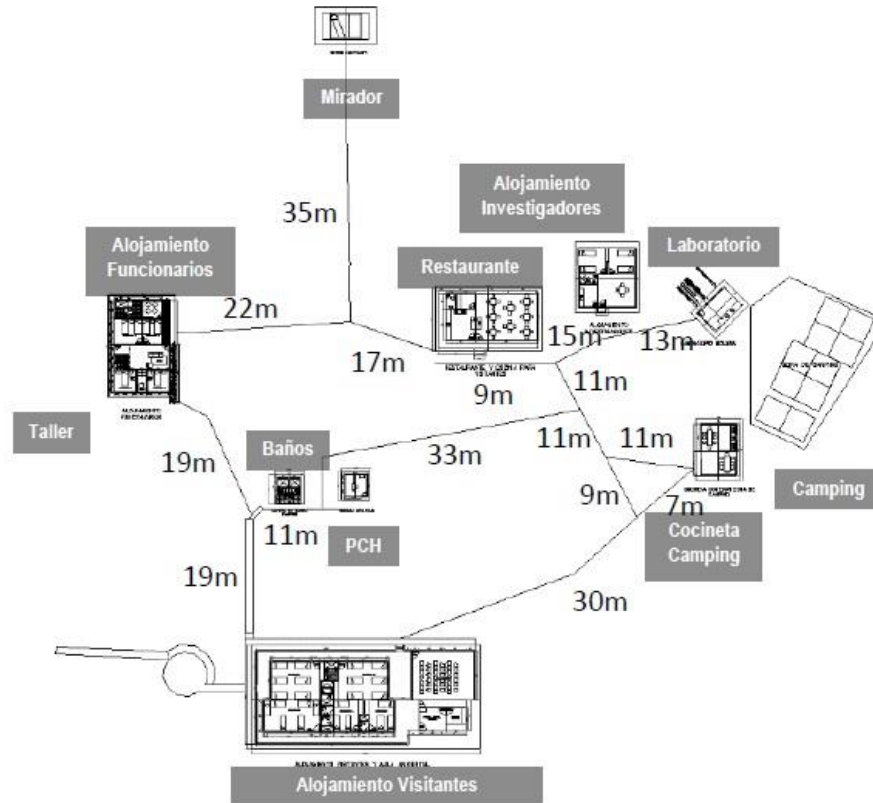 Mirador
35m
Alojamiento
Investigadores
Alojamiento
Funcionarios
Restaurante
Laboratorio
22m
17m
15m
13m
9m
11m
Taller
Baños
33m
11m
11m
19m
9m
7m
Camping
11m
PCH
Cocineta
Camping
19m
30m
Alojamiento Visitantes